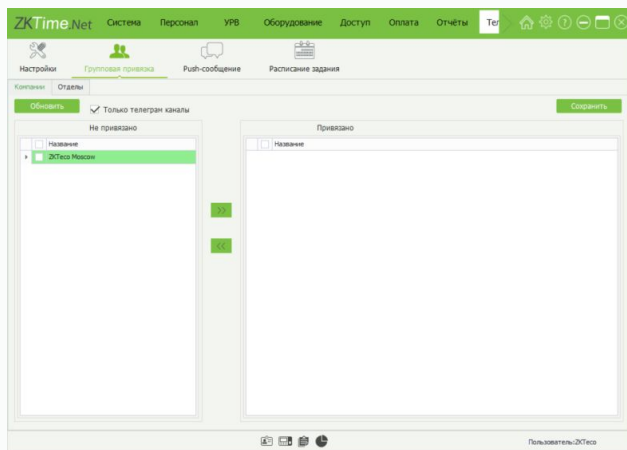 ZKTime.Net Система Персонал УРВ Оборудование Доступ Оплата Отчёты Тел
Настройки Групповая привязка Push-сообщение Расписание задания
Компании Отделы
Обновить Только телеграм каналы Сохранить
Не привязано Привязано
Название Название
ZKTeco Moscow
>>
<<
Пользователь:ZKTeco